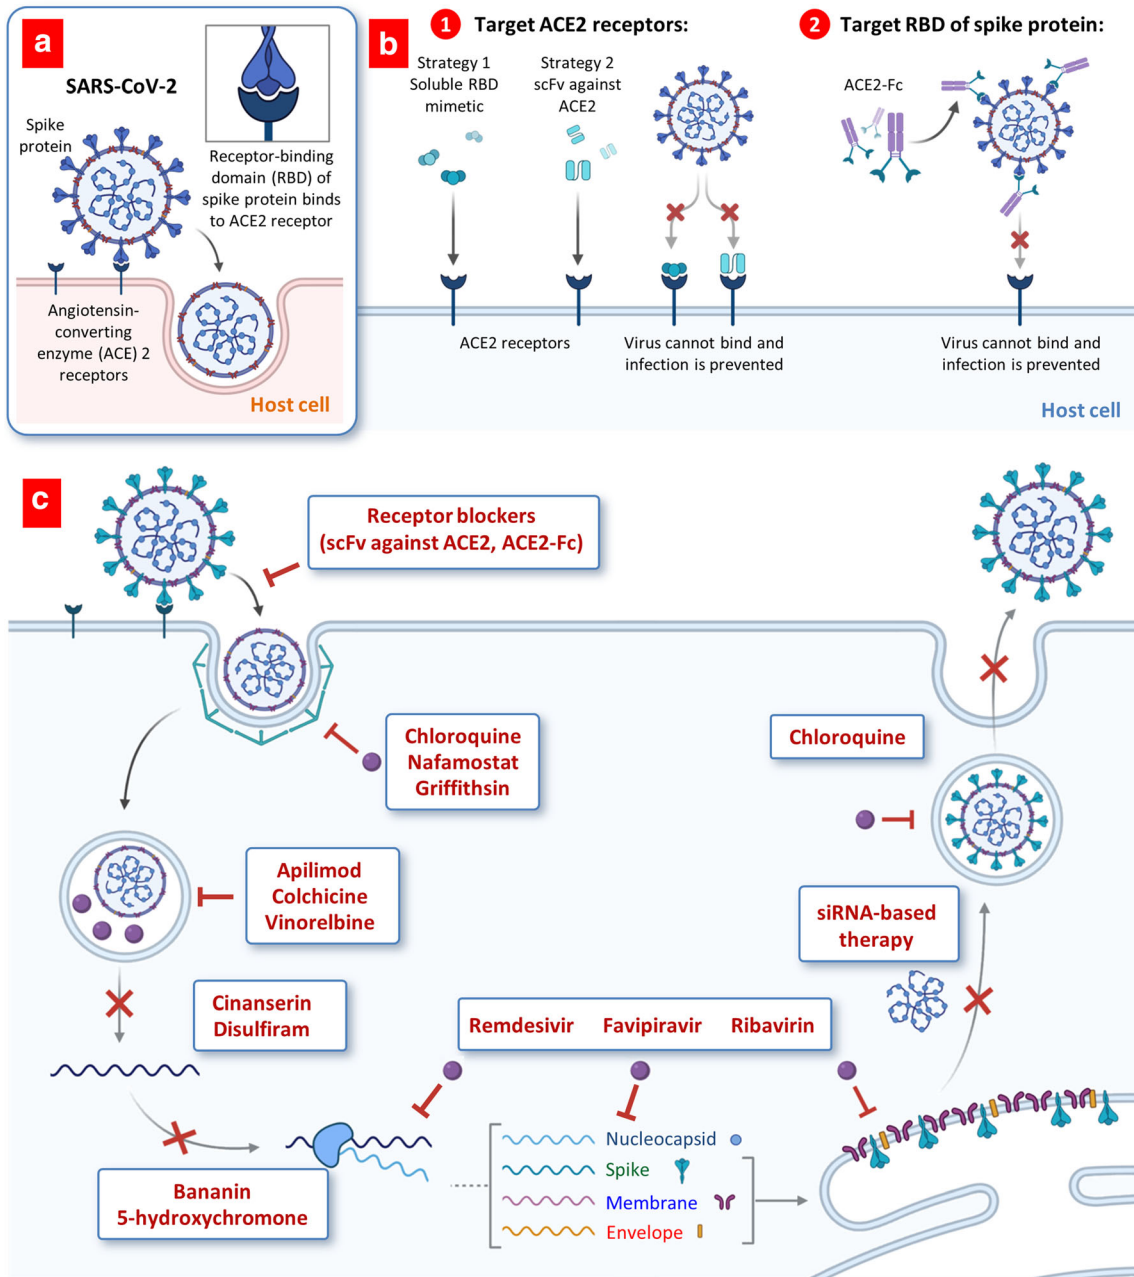 a
SARS-CoV-2
Spike
protein
Receptor-binding
domain (RBD) of
spike protein binds
to ACE2 receptor
Angiotensin-
converting
enzyme (ACE) 2
receptors
Host cell
b
1 Target ACE2 receptors:
Strategy 1
Soluble RBD
mimetic
Strategy 2
scFv against
ACE2
ACE2 receptors
Virus cannot bind and
infection is prevented
2 Target RBD of spike protein:
ACE2-Fc
Virus cannot bind and
infection is prevented
Host cell
c
Receptor blockers
(scFv against ACE2, ACE2-Fc)
Chloroquine
Nafamostat
Griffithsin
Apilimod
Colchicine
Vinorelbine
Cinanserin
Disulfiram
Bananin
5-hydroxychromone
Remdesivir Favipiravir Ribavirin
Nucleocapsid
Spike
Membrane
Envelope
siRNA-based
therapy
Chloroquine